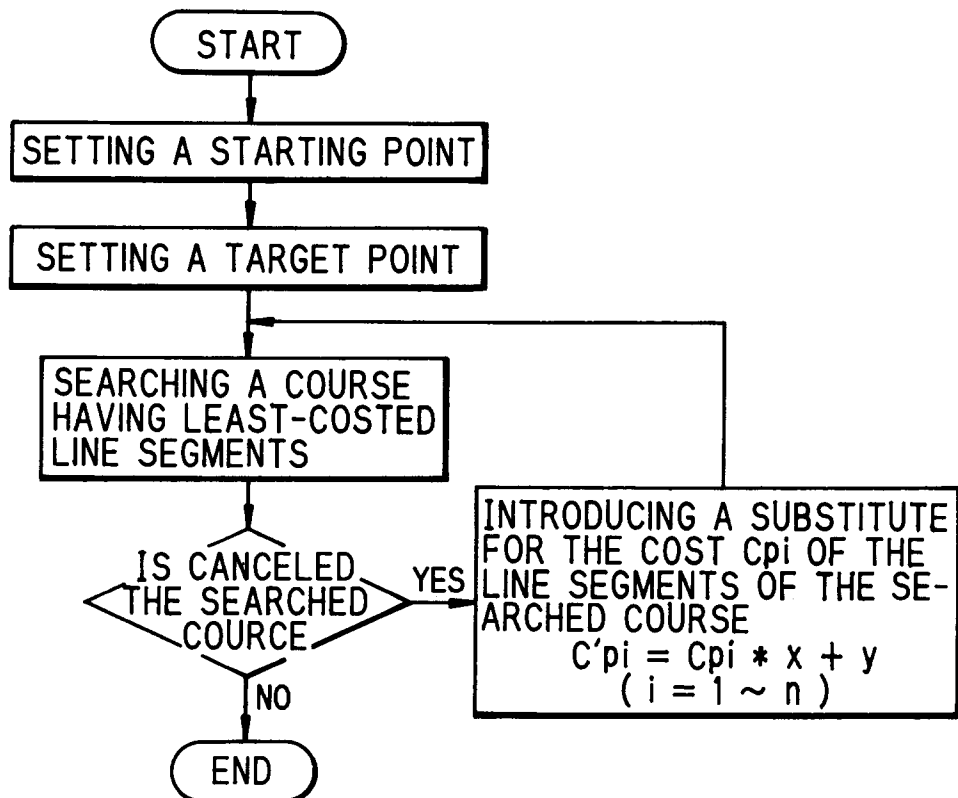 START
SETTING A STARTING POINT
SETTING A TARGET POINT
SEARCHING A COURSE
HAVING LEAST-COSTED
LINE SEGMENTS
IS CANCELED
THE SEARCHED
COURCE
YES
NO
INTRODUCING A SUBSTITUTE
FOR THE COST Cpi OF THE
LINE SEGMENTS OF THE SE-
ARCHED COURSE
C'pi = Cpi * x + y
( i = 1 ~ n )
END